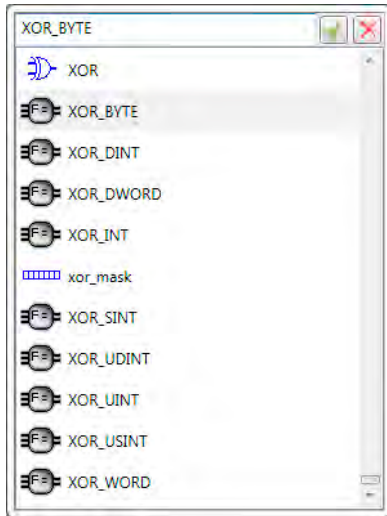 XOR_BYTE
XOR
F= XOR_BYTE
F= XOR_DINT
F= XOR_DWORD
F= XOR_INT
xor_mask
F= XOR_SINT
F= XOR_UDINT
F= XOR_UINT
F= XOR_USINT
F= XOR_WORD